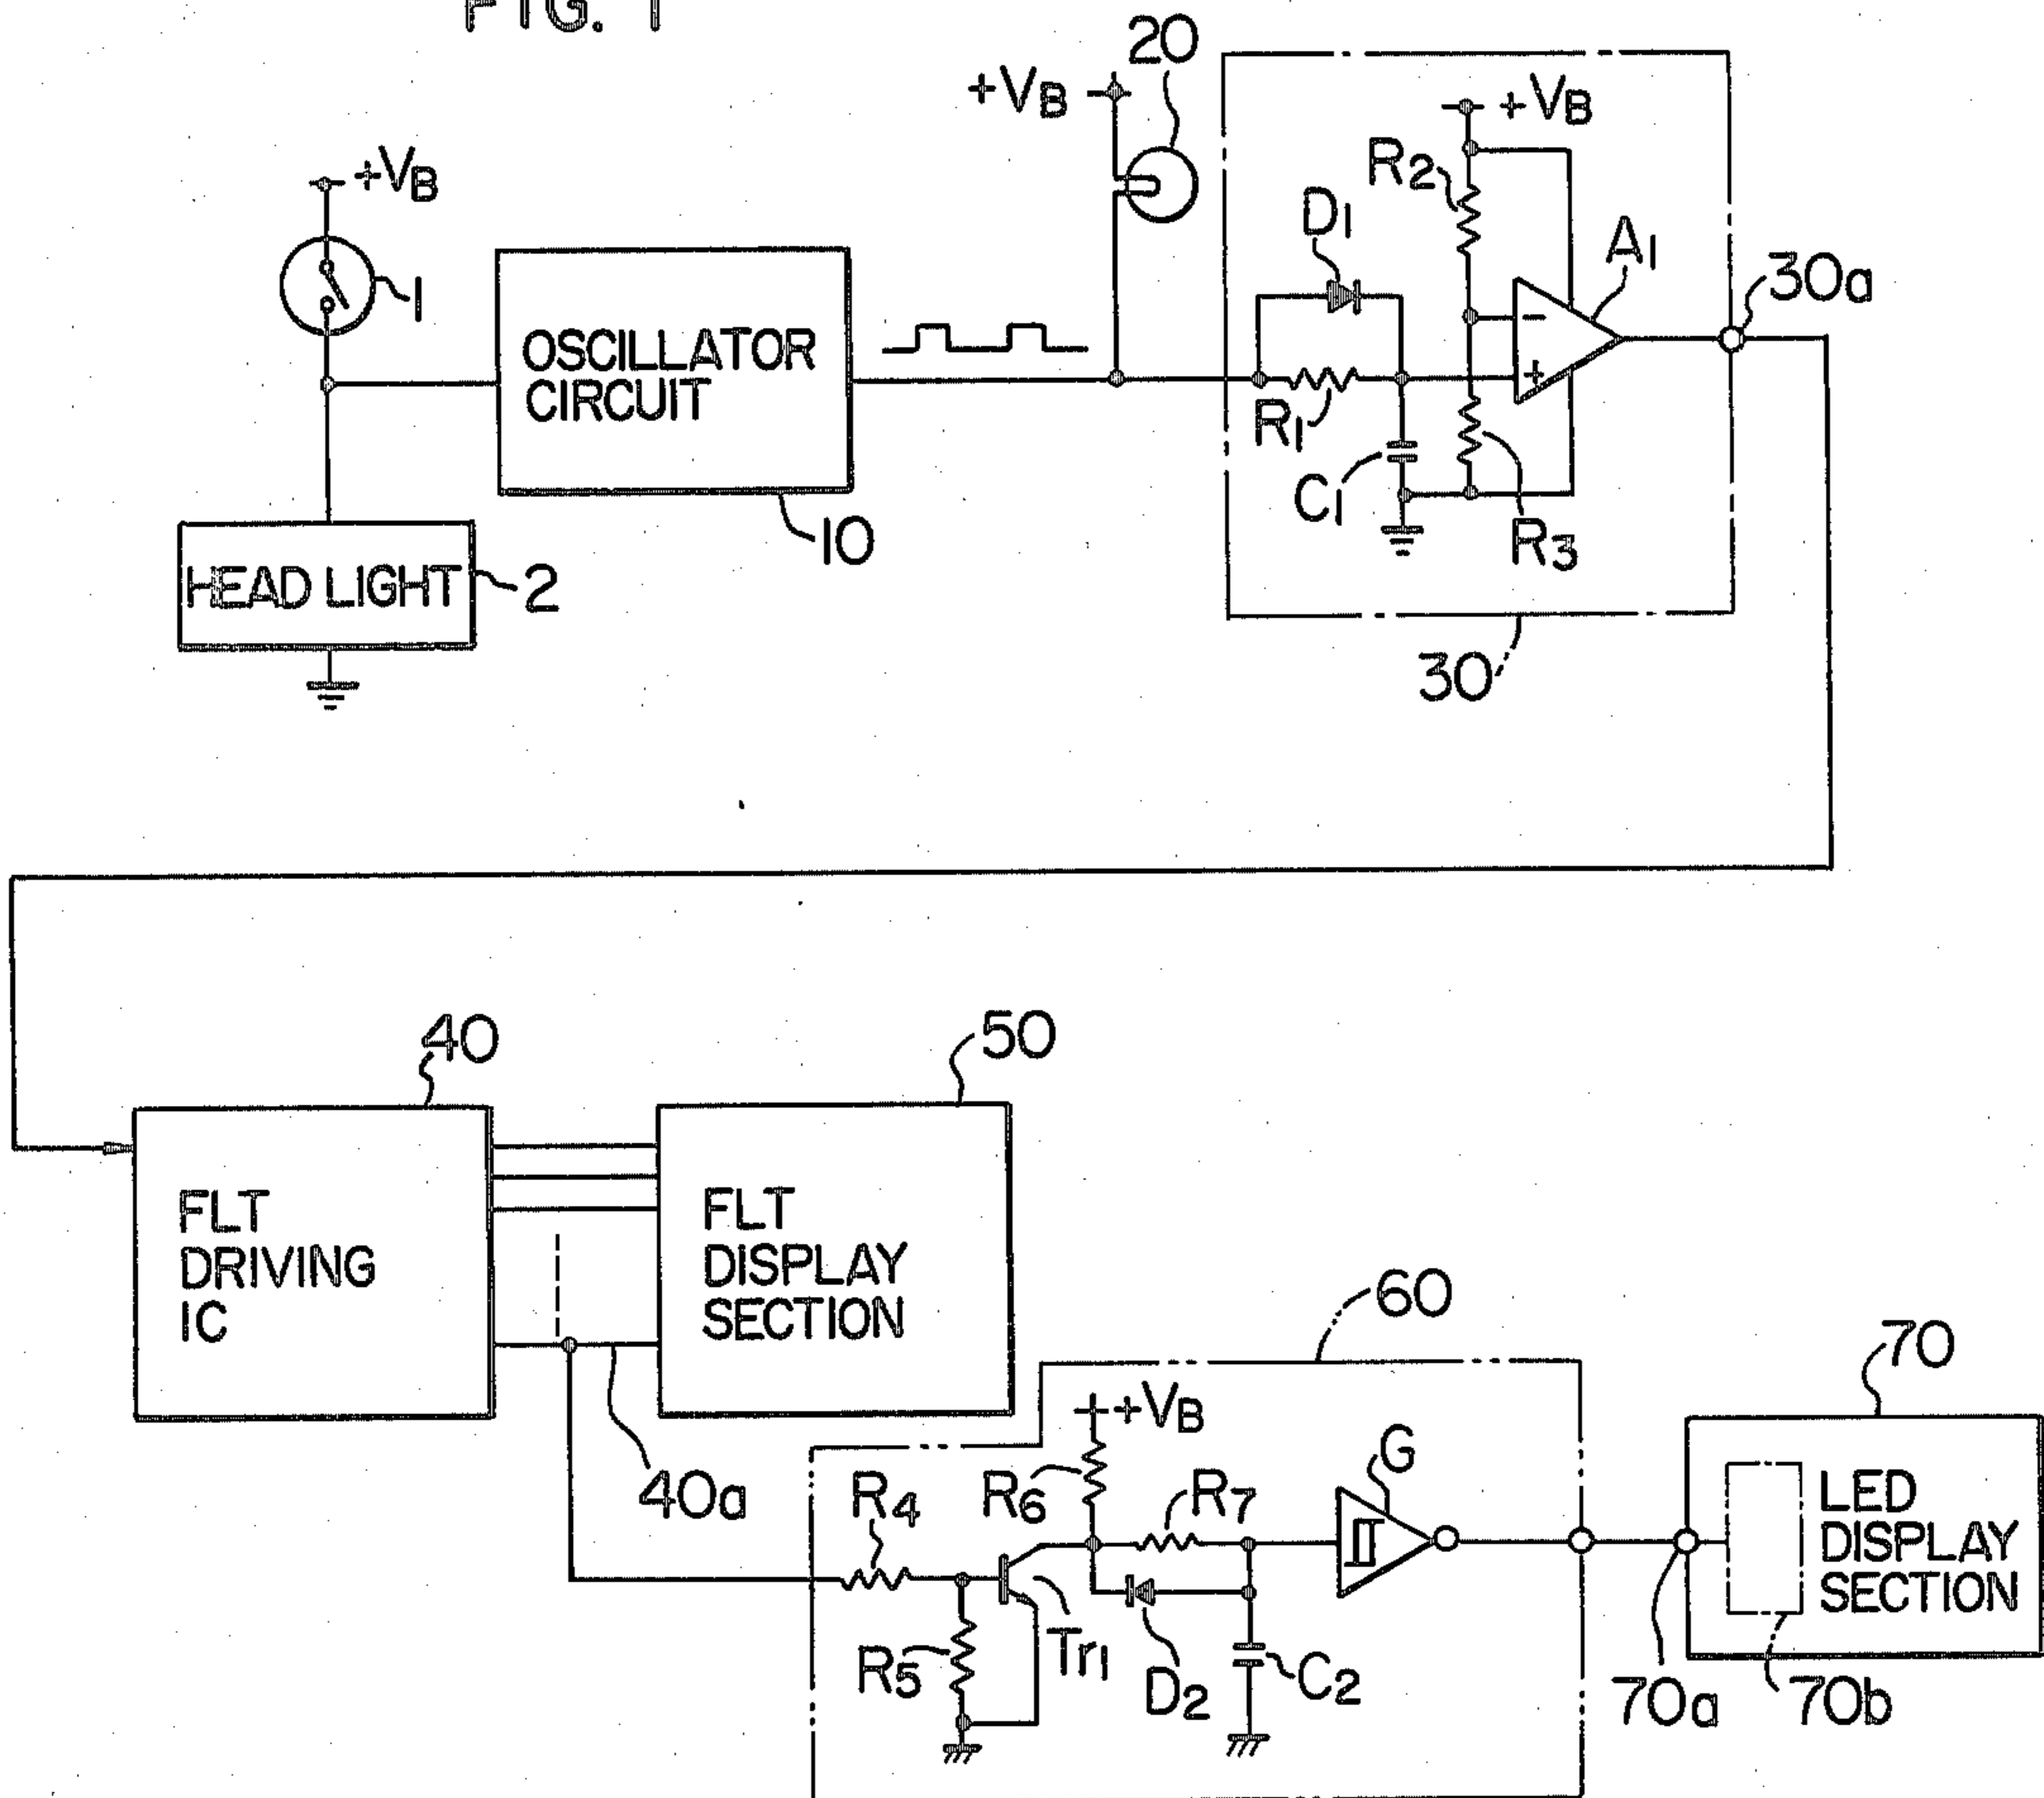 FIG. 1
20
+VB
+VB
+VB
R2
D1
A1
30a
1
OSCILLATOR
CIRCUIT
R1
C1
R3
10
HEAD LIGHT
2
30
40
50
FLT
DRIVING
IC
FLT
DISPLAY
SECTION
60
70
+VB
G
40a
R4
R6
R7
LED
DISPLAY
SECTION
R5
Tr1
D2
C2
70a
70b